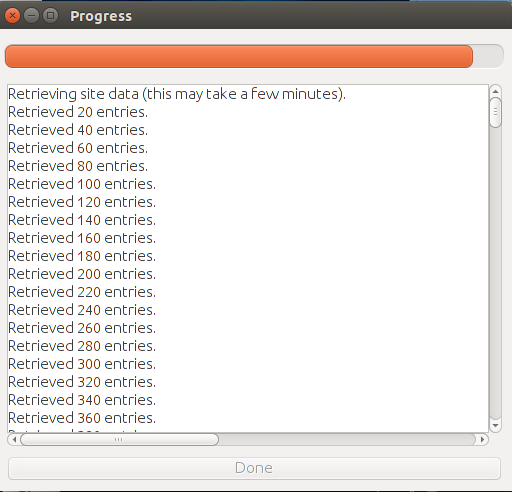 Progress
Retrieving site data (this may take a few minutes).
Retrieved 20 entries.
Retrieved 40 entries.
Retrieved 60 entries.
Retrieved 80 entries.
Retrieved 100 entries.
Retrieved 120 entries.
Retrieved 140 entries.
Retrieved 160 entries.
Retrieved 180 entries.
Retrieved 200 entries.
Retrieved 220 entries.
Retrieved 240 entries.
Retrieved 260 entries.
Retrieved 280 entries.
Retrieved 300 entries.
Retrieved 320 entries.
Retrieved 340 entries.
Retrieved 360 entries.
Done